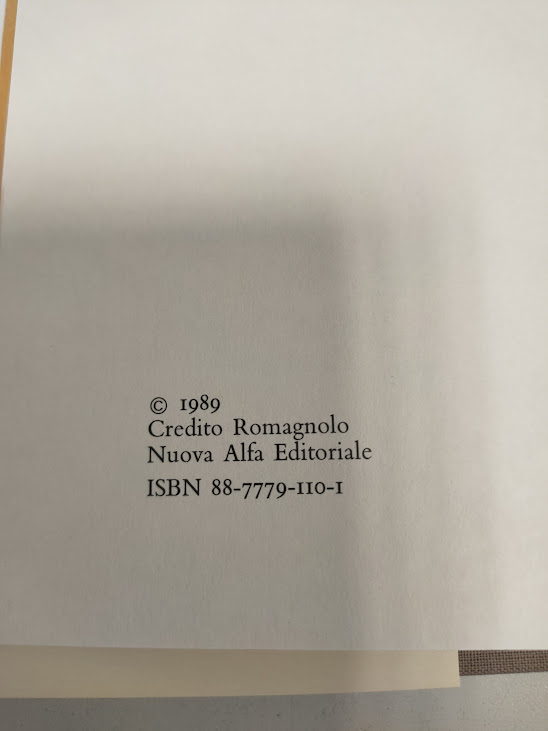 © 1989
Credito Romagnolo
Nuova Alfa Editoriale
ISBN 88-7779-110-1